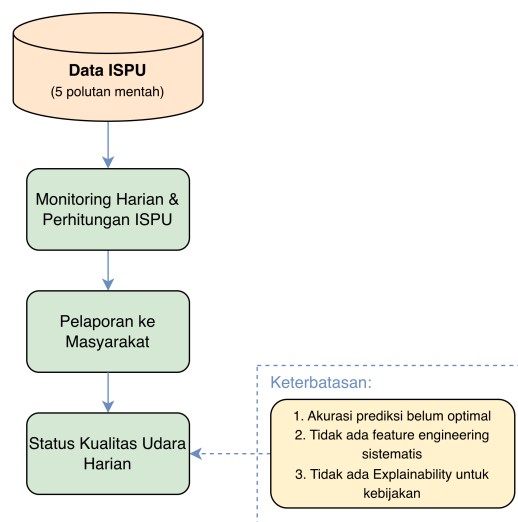 Data ISPU
(5 polutan mentah)
Monitoring Harian &
Perhitungan ISPU
Pelaporan ke
Masyarakat
Status Kualitas Udara
Harian
Keterbatasan:
1. Akurasi prediksi belum optimal
2. Tidak ada feature engineering
sistematis
3. Tidak ada Explainability untuk
kebijakan